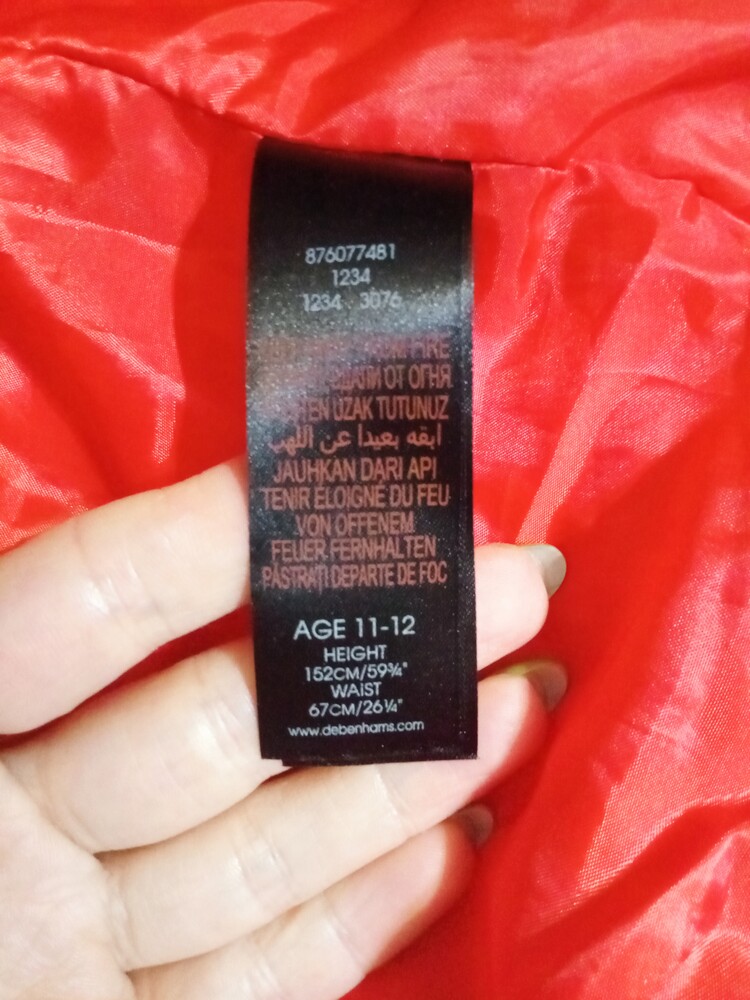 876077481
1234
1234 3076
FIRE
ОТ ОГНЯ
UZAK TUTUNUZ
ابقه بعيدا عن اللهب
JAUHKAN DARI API
TENIR ÉLOIGNÉ DU FEU
VON OFFENEM
FEUER FERNHALTEN
PĂSTRAȚI DEPARTE DE FOC
AGE 11-12
HEIGHT
152CM/59¾"
WAIST
67CM/26¼"
www.debenhams.com